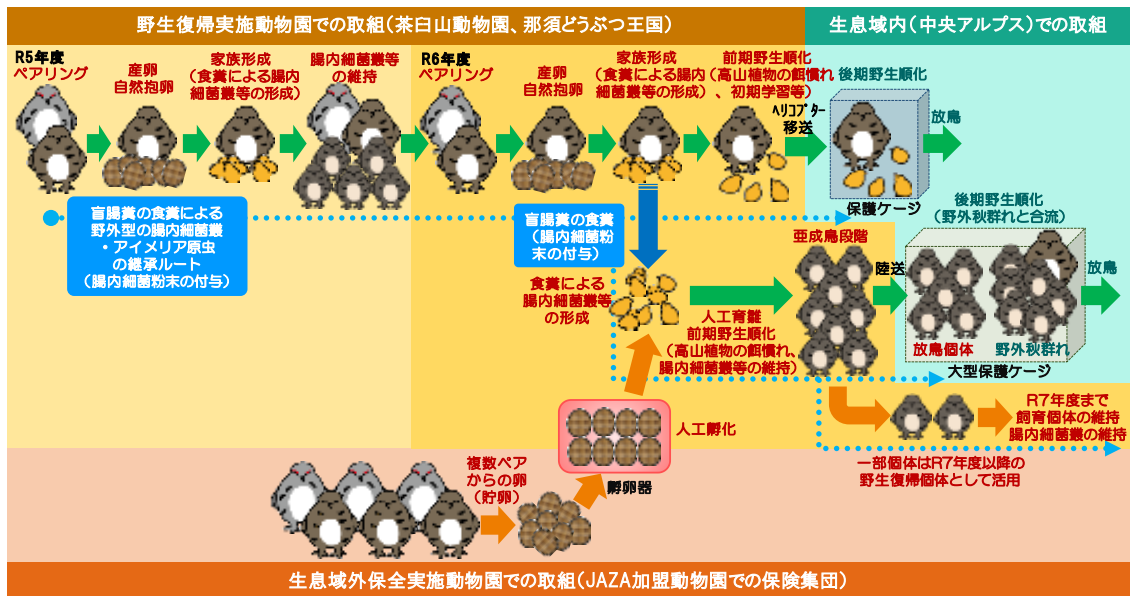 野生復帰実施動物園での取組（茶臼山動物園、那須どうぶつ王国）
生息域内（中央アルプス）での取組
R5年度
ペアリング
産卵
自然抱卵
家族形成
（食糞による腸内
細菌叢等の形成）
腸内細菌叢等
の維持
R6年度
ペアリング
産卵
自然抱卵
家族形成
（食糞による腸内
細菌叢等の形成）
前期野生順化
（高山植物の餌慣れ
、初期学習等）
ﾍﾘｺﾌﾟﾀｰ
移送
後期野生順化
放鳥
保護ケージ
盲腸糞の食糞による
野外型の腸内細菌叢
・アイメリア原虫
の継承ルート
（腸内細菌粉末の付与）
盲腸糞の食糞
（腸内細菌粉
末の付与）
食糞による
腸内細菌叢等
の形成
人工育雛
前期野生順化
（高山植物の餌慣れ、
腸内細菌叢等の維持）
亜成鳥段階
陸送
後期野生順化
（野外秋群れと合流）
放鳥
放鳥個体
野外秋群れ
大型保護ケージ
R7年度まで
飼育個体の維持
腸内細菌叢の維持
一部個体はR7年度以降の
野生復帰個体として活用
人工孵化
孵卵器
複数ペア
からの卵
（貯卵）
生息域外保全実施動物園での取組（JAZA加盟動物園での保険集団）